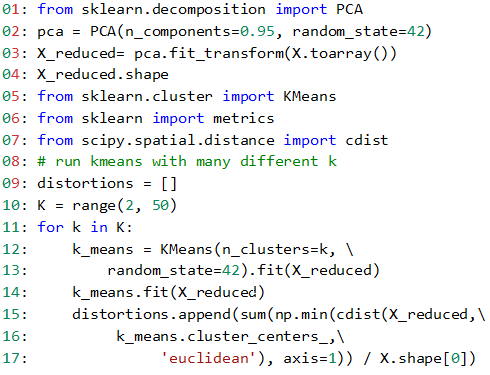 01: from sklearn.decomposition import PCA
02: pca = PCA(n_components=0.95, random_state=42)
03: X_reduced= pca.fit_transform(X.toarray())
04: X_reduced.shape
05: from sklearn.cluster import KMeans
06: from sklearn import metrics
07: from scipy.spatial.distance import cdist
08: # run kmeans with many different k
09: distortions = []
10: K = range(2, 50)
11: for k in K:
12:     k_means = KMeans(n_clusters=k, \
13:         random_state=42).fit(X_reduced)
14:     k_means.fit(X_reduced)
15:     distortions.append(sum(np.min(cdist(X_reduced,\
16:          k_means.cluster_centers_,\
17:              'euclidean'), axis=1)) / X.shape[0])